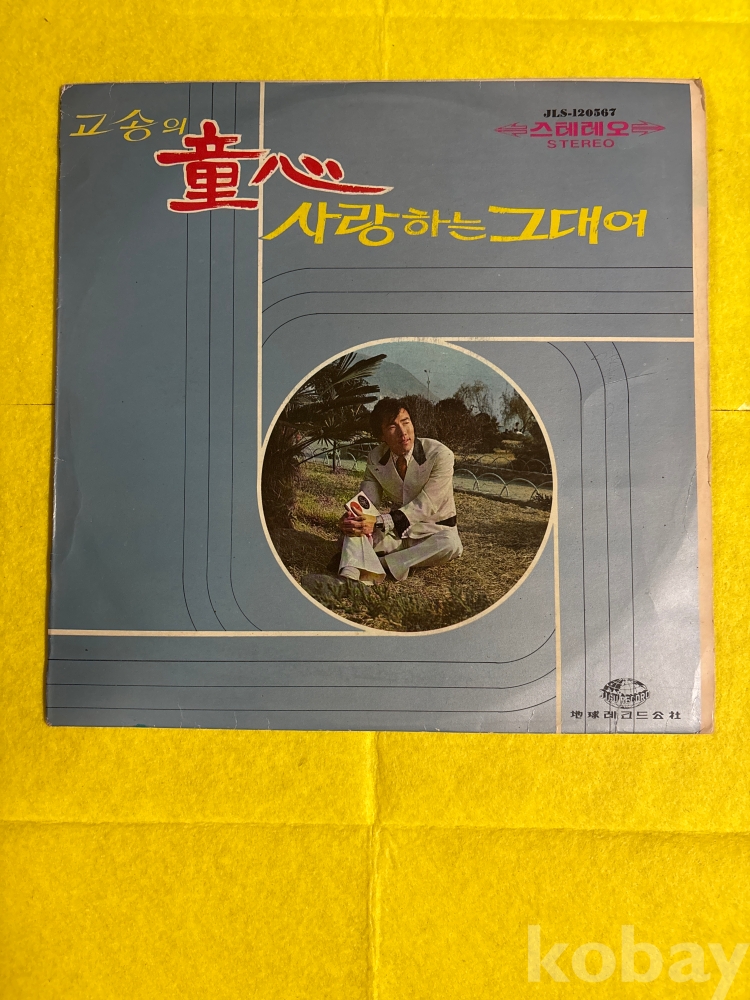 고송의
童心
사랑하는 그대여
JLS-120567
스테레오
STEREO
地球레코드公社
kobay